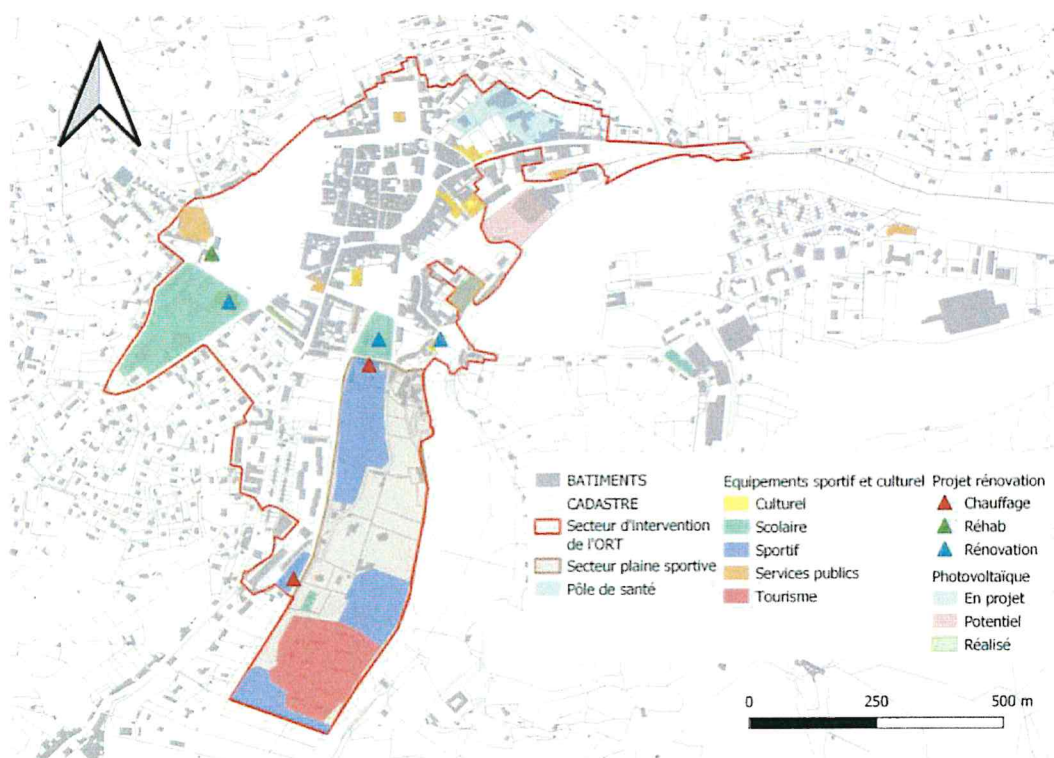 BATIMENTS
CADASTRE
Secteur d'intervention
de l'ORT
Secteur plaine sportive
Pôle de santé
Equipements sportif et culturel
Culturel
Scolaire
Sportif
Services publics
Tourisme
Projet rénovation
Chauffage
Réhab
Rénovation
Photovoltaïque
En projet
Potentiel
Réalisé
0 250 500 m